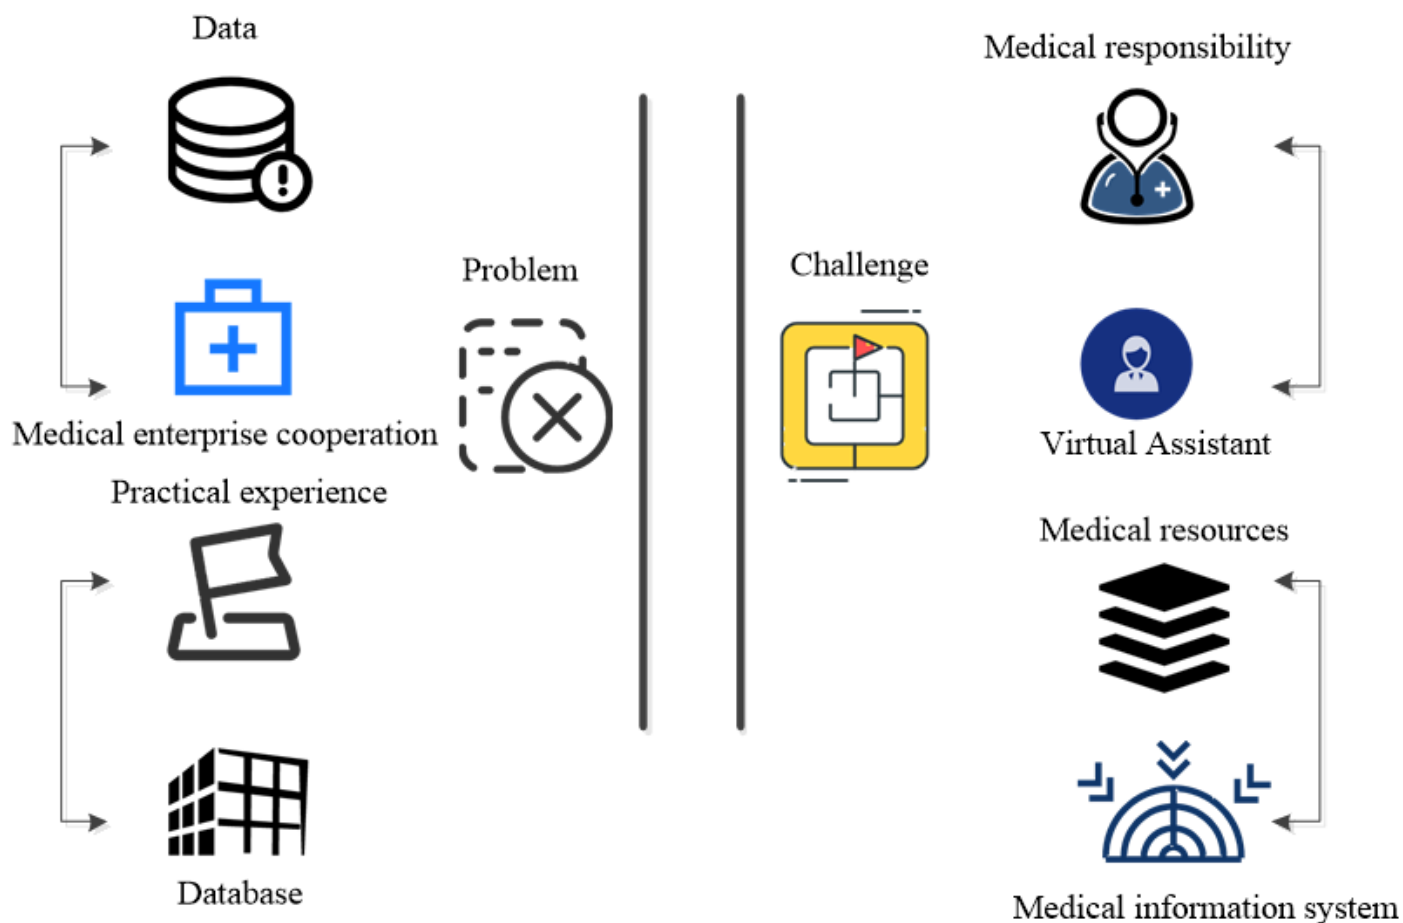 Data
Medical enterprise cooperation
Practical experience
Database
Problem
Challenge
Medical responsibility
Virtual Assistant
Medical resources
Medical information system